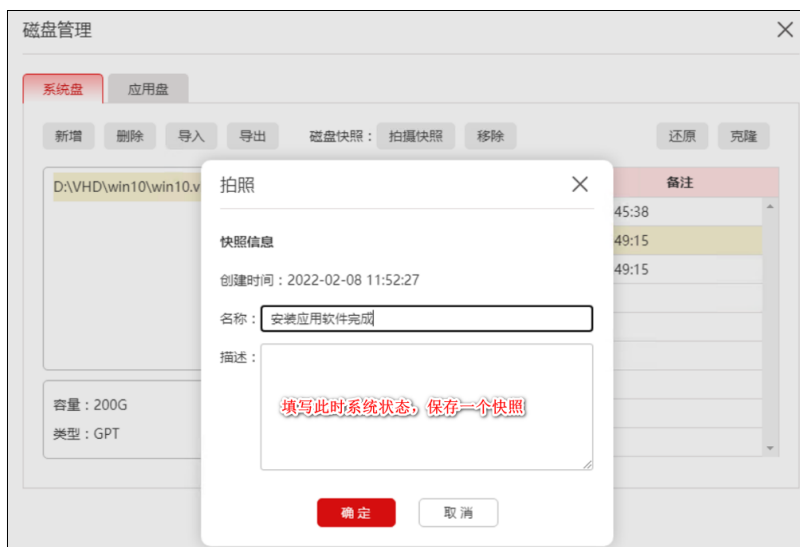 磁盘管理
系统盘 应用盘
新增 删除 导入 导出 磁盘快照： 拍摄快照 移除 还原 克隆
D:\VHD\win10\win10.v
备注
45:38
49:15
49:15
容量：200G
类型：GPT
拍照
快照信息
创建时间：2022-02-08 11:52:27
名称： 安装应用软件完成
描述：
填写此时系统状态，保存一个快照
确定 取消